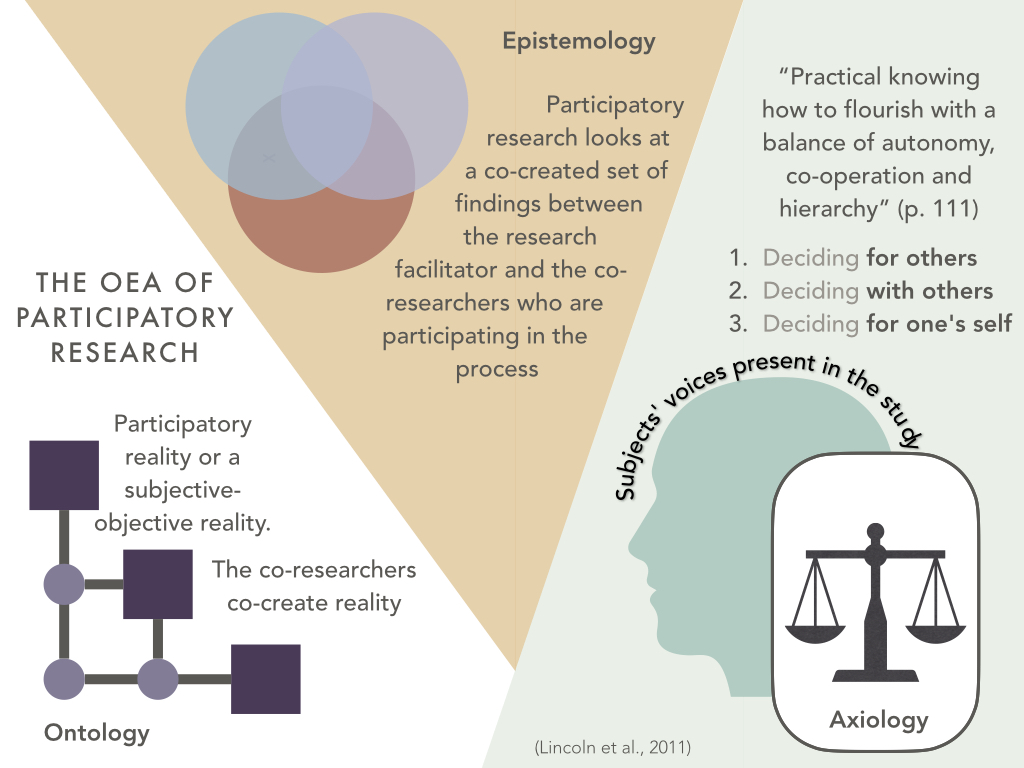 THE OEA OF
PARTICIPATORY
RESEARCH
Participatory
reality or a
subjective-
objective reality.
The co-researchers
co-create reality
Ontology
Epistemology
Participatory
research looks at
a co-created set of
findings between
the research
facilitator and the co-
researchers who are
participating in the
process
“Practical knowing
how to flourish with a
balance of autonomy,
co-operation and
hierarchy” (p. 111)
1. Deciding for others
2. Deciding with others
3. Deciding for one's self
Subjects' voices present in the study
Axiology
(Lincoln et al., 2011)